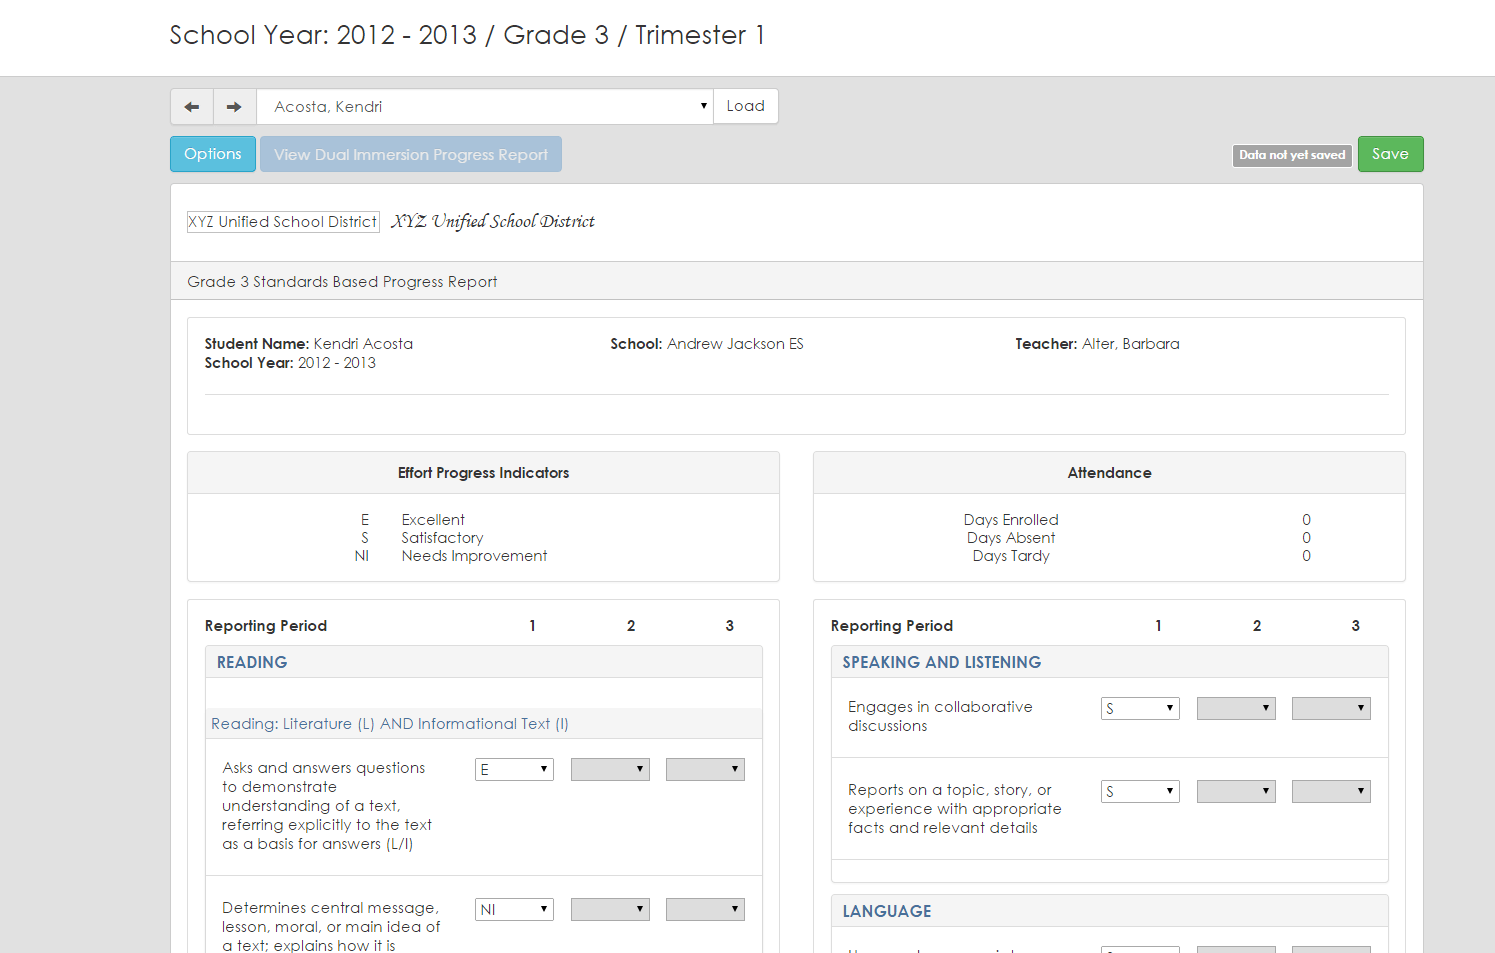 School Year: 2012 - 2013 / Grade 3 / Trimester 1
Acosta, Kendri
Load
Options
View Dual Immersion Progress Report
Data not yet saved
Save
XYZ Unified School District
XYZ Unified School District
Grade 3 Standards Based Progress Report
Student Name: Kendri Acosta
School: Andrew Jackson ES
Teacher: Alter, Barbara
School Year: 2012 - 2013
Effort Progress Indicators
E Excellent
S Satisfactory
NI Needs Improvement
Attendance
Days Enrolled 0
Days Absent 0
Days Tardy 0
Reporting Period 1 2 3
READING
Reading: Literature (L) AND Informational Text (I)
Asks and answers questions
to demonstrate
understanding of a text,
referring explicitly to the text
as a basis for answers (L/I)
E
Determines central message,
lesson, moral, or main idea of
a text; explains how it is
NI
Reporting Period 1 2 3
SPEAKING AND LISTENING
Engages in collaborative
discussions
S
Reports on a topic, story, or
experience with appropriate
facts and relevant details
S
LANGUAGE